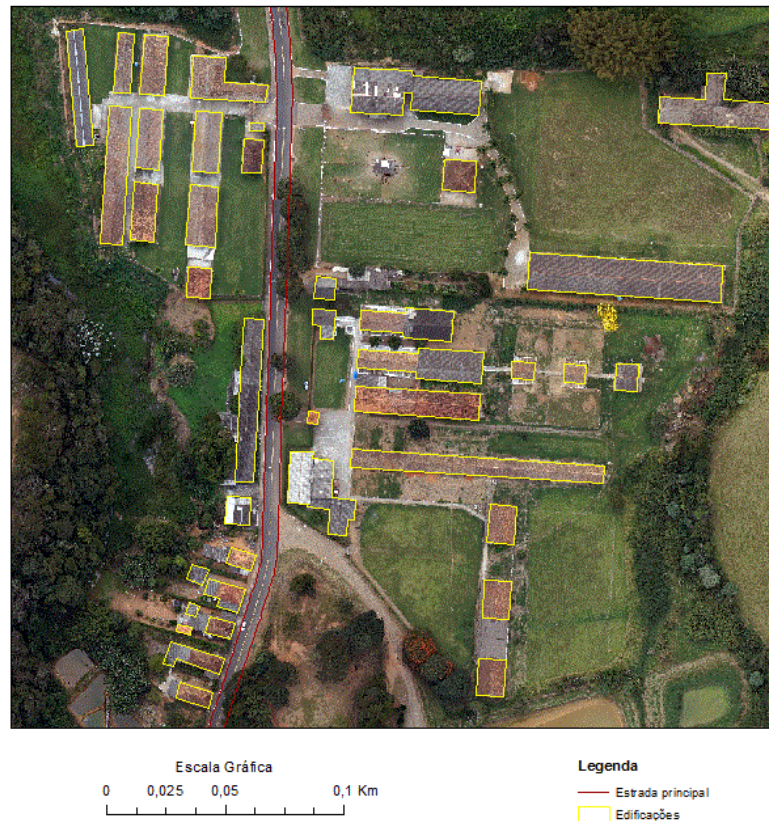 Escala Gráfica
0 0,025 0,05 0,1 Km
Legenda
Estrada principal
Edificações